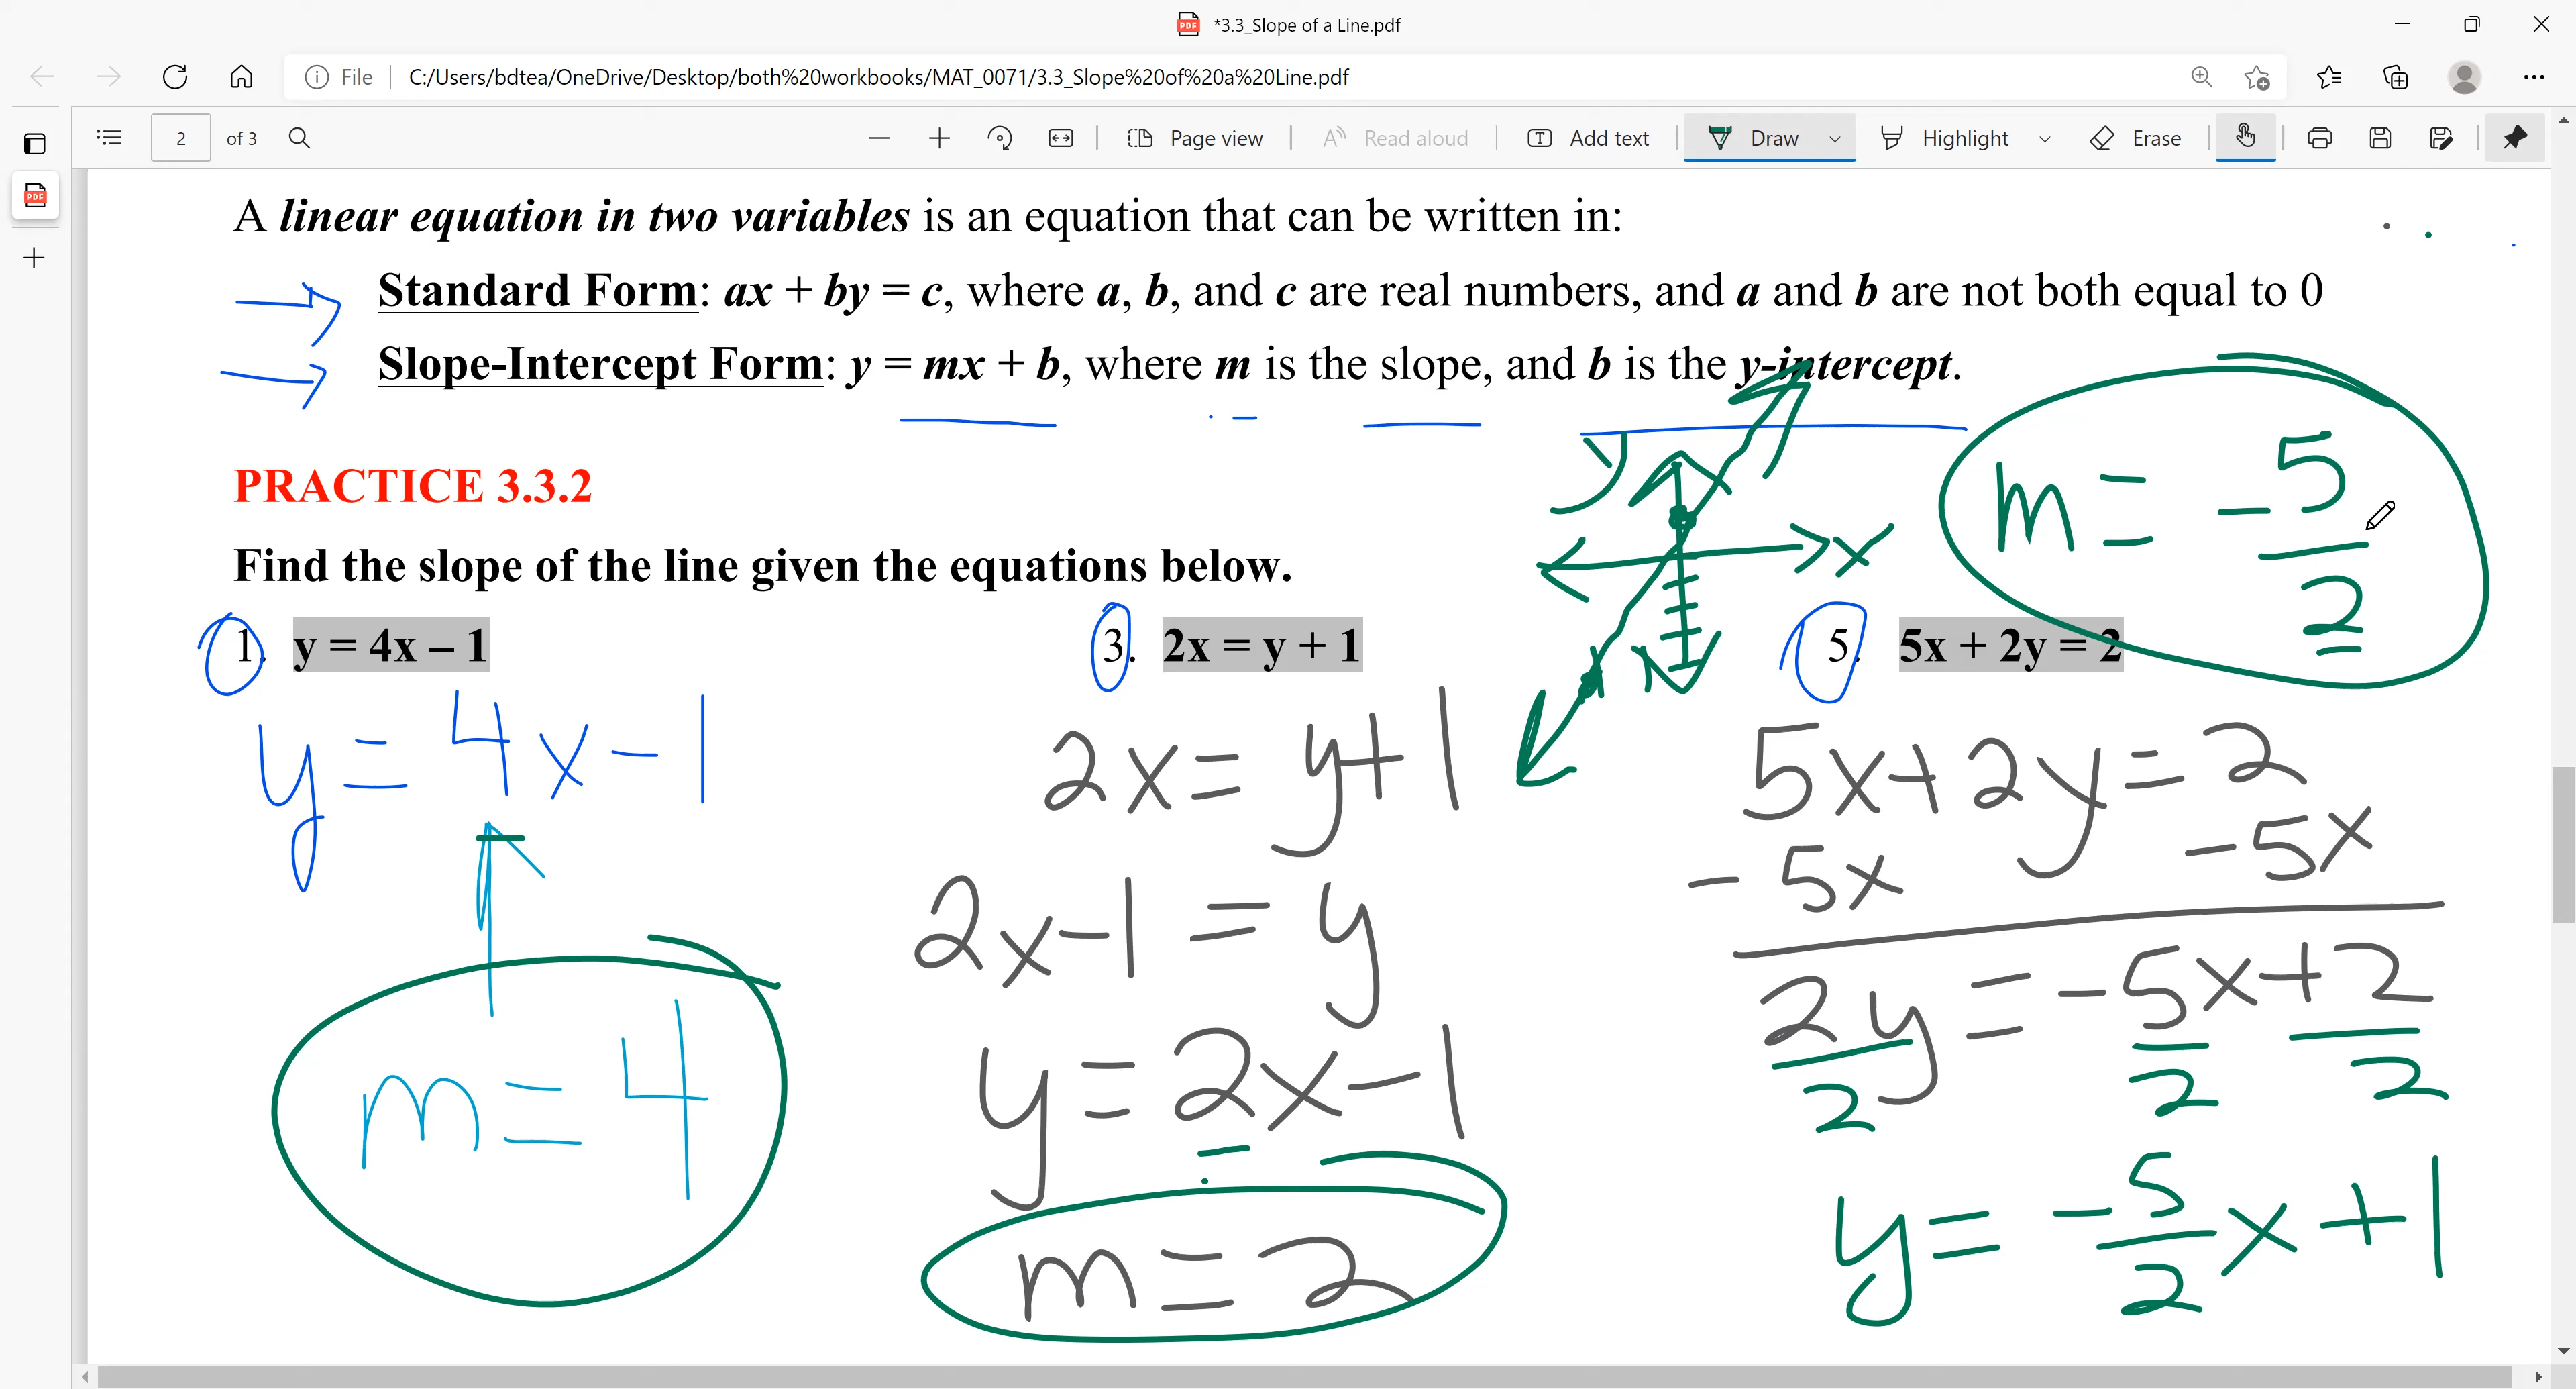 *3.3_Slope of a Line.pdf
File
C:/Users/bdtea/OneDrive/Desktop/both%20workbooks/MAT_0071/3.3_Slope%20of%20a%20Line.pdf
2 of 3
Page view
Read aloud
Add text
Draw
Highlight
Erase
A linear equation in two variables is an equation that can be written in:
Standard Form: ax + by = c, where a, b, and c are real numbers, and a and b are not both equal to 0
Slope-Intercept Form: y = mx + b, where m is the slope, and b is the y-intercept.
PRACTICE 3.3.2
Find the slope of the line given the equations below.
y
x
1. y = 4x – 1
y = 4x - 1
m = 4
3. 2x = y + 1
2x = y + 1
2x - 1 = y
y = 2x - 1
m = 2
5. 5x + 2y = 2
m = -5/2
5x + 2y = 2
- 5x - 5x
2y = -5x + 2
2 2 2
y = -5/2 x + 1